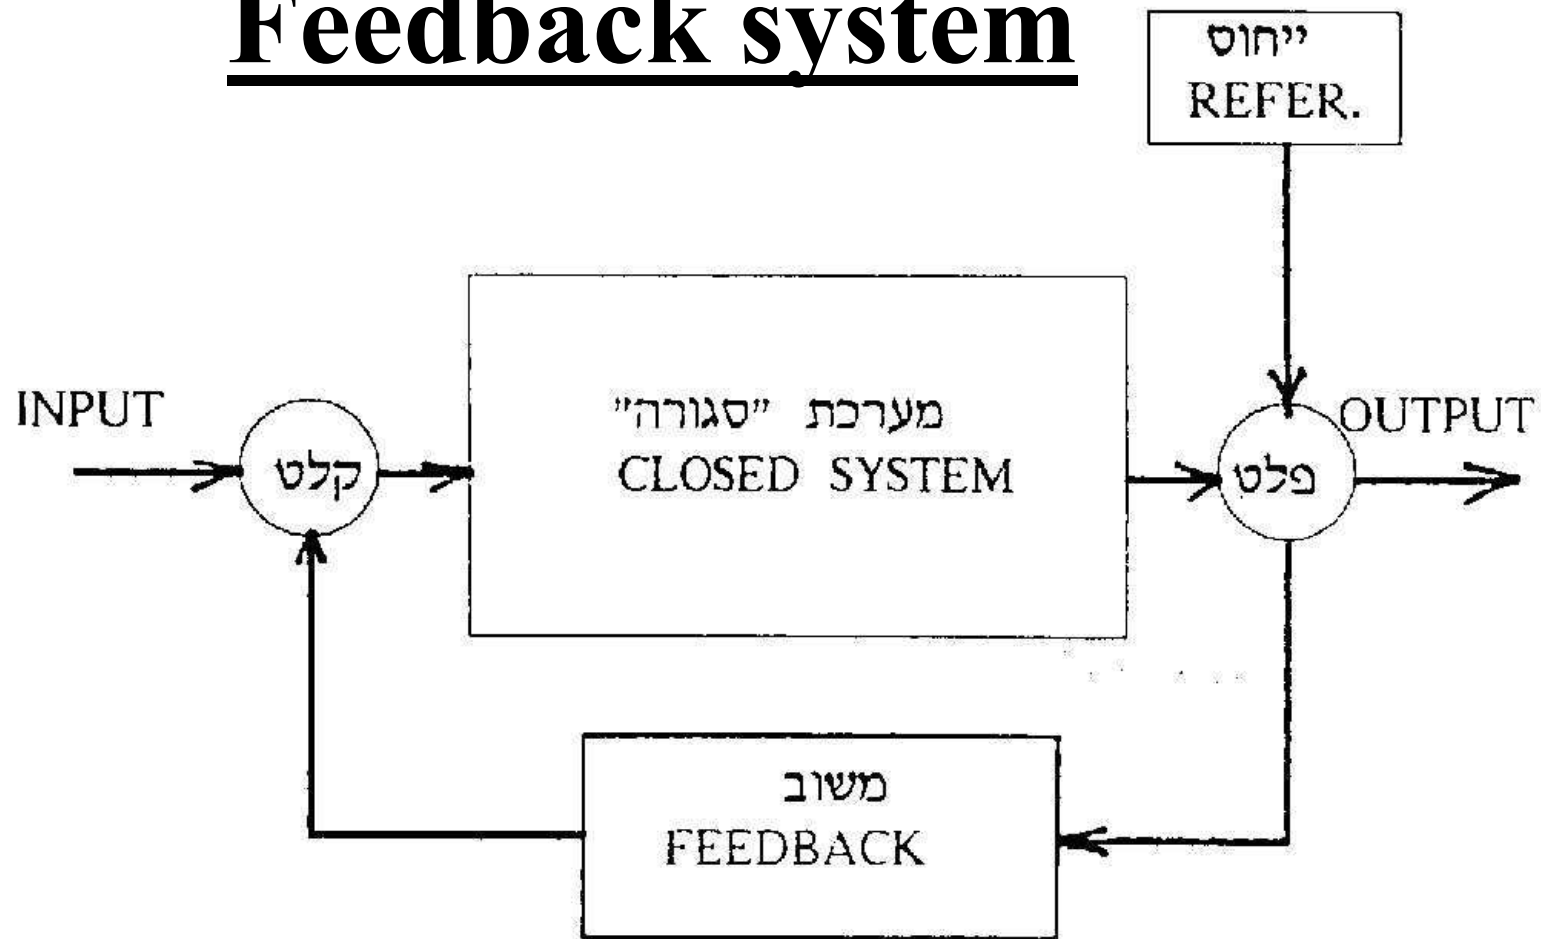 Feedback system
ייחוס
REFER.
INPUT
קלט
מערכת "סגורה"
CLOSED SYSTEM
פלט
OUTPUT
משוב
FEEDBACK